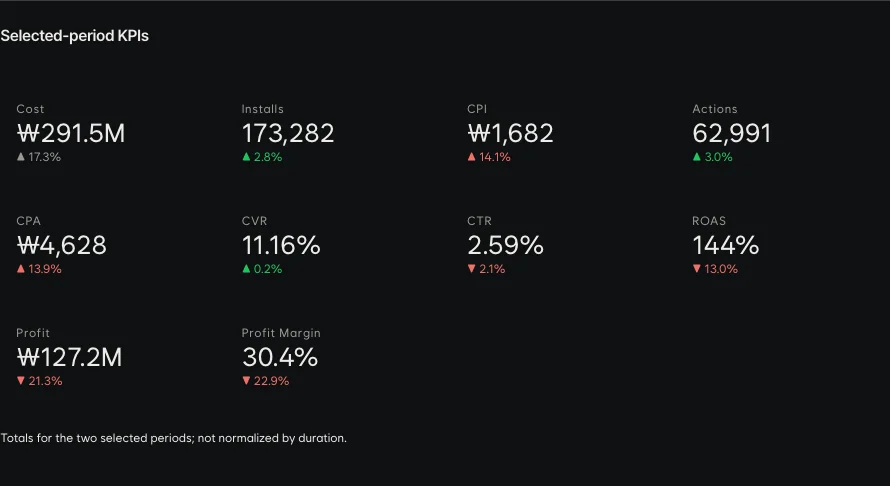 Selected-period KPIs
Cost
₩291.5M
▲ 17.3%
Installs
173,282
▲ 2.8%
CPI
₩1,682
▲ 14.1%
Actions
62,991
▲ 3.0%
CPA
₩4,628
▲ 13.9%
CVR
11.16%
▲ 0.2%
CTR
2.59%
▼ 2.1%
ROAS
144%
▼ 13.0%
Profit
₩127.2M
▼ 21.3%
Profit Margin
30.4%
▼ 22.9%
Totals for the two selected periods; not normalized by duration.